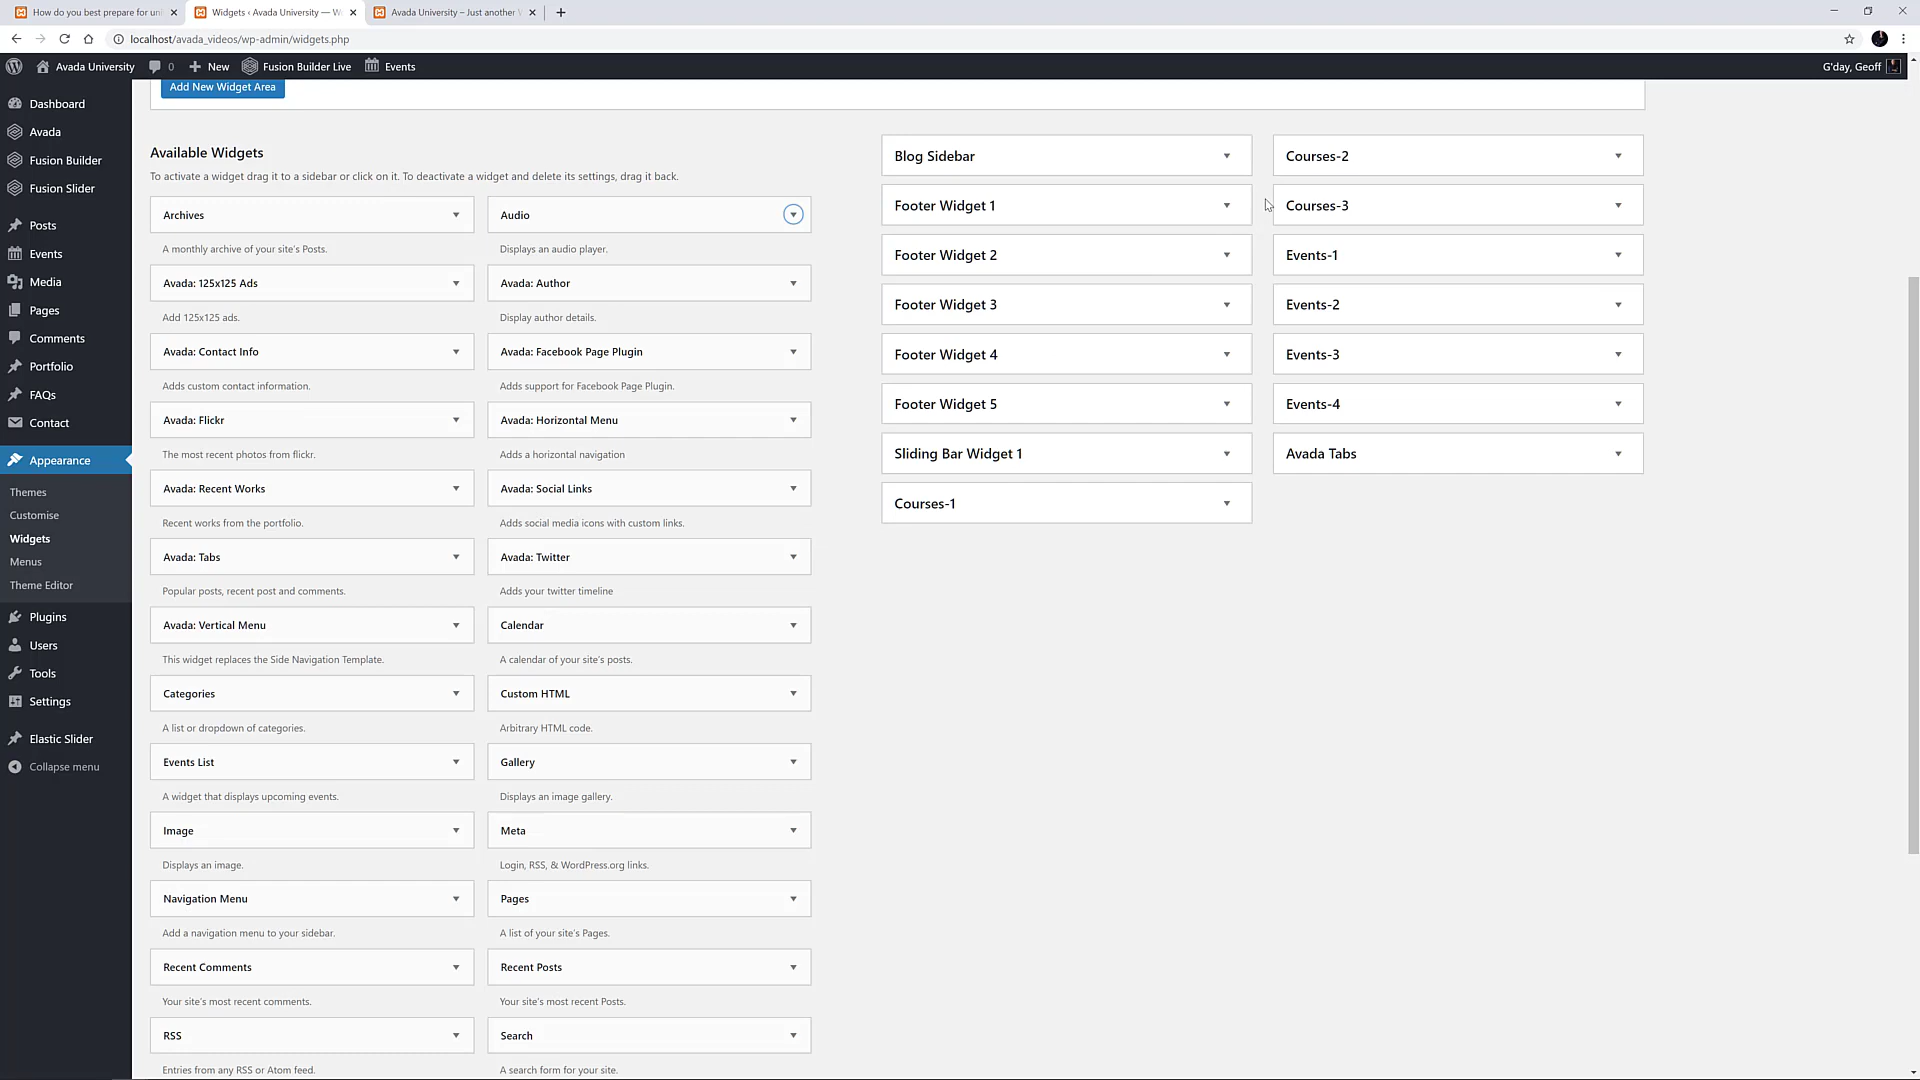 How do you best prepare for un
Widgets ‹ Avada University — W
Avada University – Just another
localhost/avada_videos/wp-admin/widgets.php
Avada University
0
New
Fusion Builder Live
Events
G'day, Geoff
Dashboard
Avada
Fusion Builder
Fusion Slider
Posts
Events
Media
Pages
Comments
Portfolio
FAQs
Contact
Appearance
Themes
Customise
Widgets
Menus
Theme Editor
Plugins
Users
Tools
Settings
Elastic Slider
Collapse menu
Add New Widget Area
Available Widgets
To activate a widget drag it to a sidebar or click on it. To deactivate a widget and delete its settings, drag it back.
Archives
A monthly archive of your site's Posts.
Audio
Displays an audio player.
Avada: 125x125 Ads
Add 125x125 ads.
Avada: Author
Display author details.
Avada: Contact Info
Adds custom contact information.
Avada: Facebook Page Plugin
Adds support for Facebook Page Plugin.
Avada: Flickr
The most recent photos from flickr.
Avada: Horizontal Menu
Adds a horizontal navigation
Avada: Recent Works
Recent works from the portfolio.
Avada: Social Links
Adds social media icons with custom links.
Avada: Tabs
Popular posts, recent post and comments.
Avada: Twitter
Adds your twitter timeline
Avada: Vertical Menu
This widget replaces the Side Navigation Template.
Calendar
A calendar of your site's posts.
Categories
A list or dropdown of categories.
Custom HTML
Arbitrary HTML code.
Events List
A widget that displays upcoming events.
Gallery
Displays an image gallery.
Image
Displays an image.
Meta
Login, RSS, & WordPress.org links.
Navigation Menu
Add a navigation menu to your sidebar.
Pages
A list of your site's Pages.
Recent Comments
Your site's most recent comments.
Recent Posts
Your site's most recent Posts.
RSS
Entries from any RSS or Atom feed.
Search
A search form for your site.
Blog Sidebar
Footer Widget 1
Footer Widget 2
Footer Widget 3
Footer Widget 4
Footer Widget 5
Sliding Bar Widget 1
Courses-1
Courses-2
Courses-3
Events-1
Events-2
Events-3
Events-4
Avada Tabs